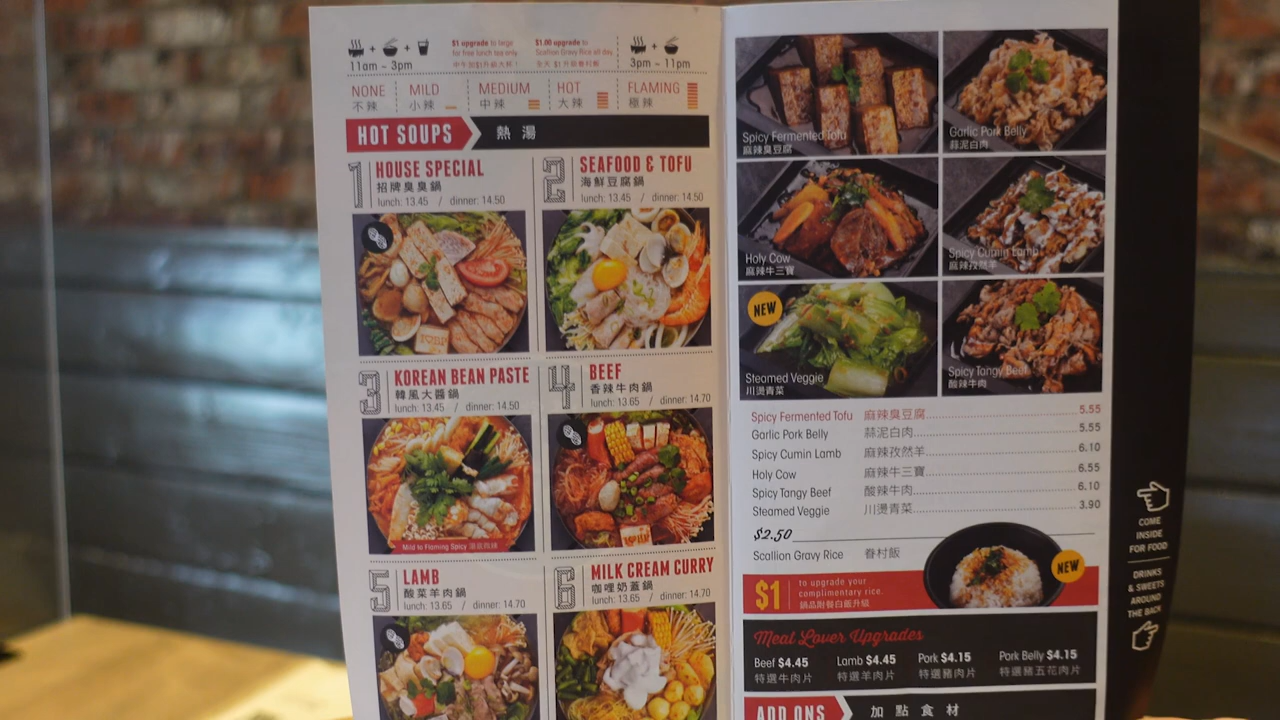 11am ~ 3pm
$1 upgrade to large
for free lunch tea only
$1.00 upgrade to
Scallion Gravy Rice all day
3pm ~ 11pm
NONE
不辣
MILD
小辣
MEDIUM
中辣
HOT
大辣
FLAMING
極辣
HOT SOUPS 熱湯
1 HOUSE SPECIAL
招牌臭臭鍋
lunch: 13.45 / dinner: 14.50
2 SEAFOOD & TOFU
海鮮豆腐鍋
lunch: 13.45 / dinner: 14.50
3 KOREAN BEAN PASTE
韓風大醬鍋
lunch: 13.45 / dinner: 14.50
Mild to Flaming Spicy
4 BEEF
香辣牛肉鍋
lunch: 13.65 / dinner: 14.70
5 LAMB
酸菜羊肉鍋
lunch: 13.65 / dinner: 14.70
6 MILK CREAM CURRY
咖哩奶蓋鍋
lunch: 13.65 / dinner: 14.70
Spicy Fermented Tofu
麻辣臭豆腐
Garlic Pork Belly
蒜泥白肉
Holy Cow
麻辣牛三寶
Spicy Cumin Lamb
麻辣孜然羊
NEW
Steamed Veggie
川燙青菜
Spicy Tangy Beef
酸辣牛肉
Spicy Fermented Tofu 麻辣臭豆腐 5.55
Garlic Pork Belly 蒜泥白肉 5.55
Spicy Cumin Lamb 麻辣孜然羊 6.10
Holy Cow 麻辣牛三寶 6.55
Spicy Tangy Beef 酸辣牛肉 6.10
Steamed Veggie 川燙青菜 3.90
$2.50
Scallion Gravy Rice 眷村飯
NEW
$1 to upgrade your
complimentary rice.
鍋品附餐白飯升級
Meal Lover Upgrades
Beef $4.45
特選牛肉片
Lamb $4.45
特選羊肉片
Pork $4.15
特選豬肉片
Pork Belly $4.15
特選豬五花肉片
ADD ONS 加點食材
COME
INSIDE
FOR FOOD
DRINKS
& SWEETS
AROUND
THE BACK